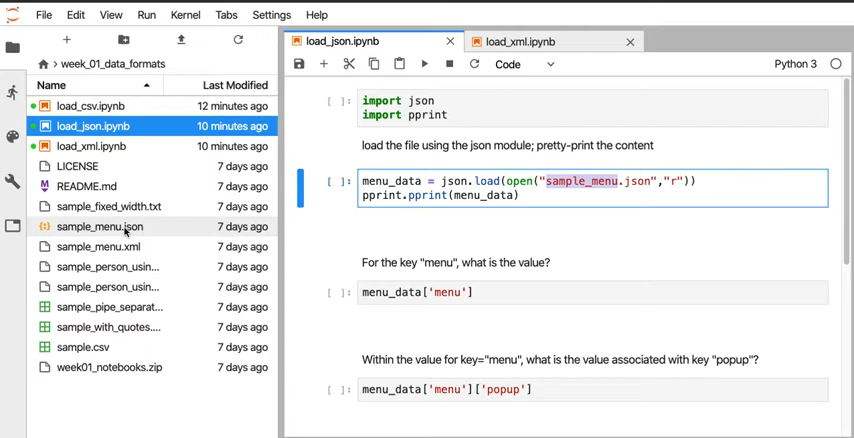 File Edit View Run Kernel Tabs Settings Help
week_01_data_formats
Name Last Modified
load_csv.ipynb 12 minutes ago
load_json.ipynb 10 minutes ago
load_xml.ipynb 10 minutes ago
LICENSE 7 days ago
README.md 7 days ago
sample_fixed_width.txt 7 days ago
sample_menu.json 7 days ago
sample_menu.xml 7 days ago
sample_person_usin... 7 days ago
sample_person_usin... 7 days ago
sample_pipe_separat... 7 days ago
sample_with_quotes.... 7 days ago
sample.csv 7 days ago
week01_notebooks.zip 7 days ago
load_json.ipynb load_xml.ipynb
Code Python 3
[ ]: import json
import pprint
load the file using the json module; pretty-print the content
[ ]: menu_data = json.load(open("sample_menu.json","r"))
pprint.pprint(menu_data)
For the key "menu", what is the value?
[ ]: menu_data['menu']
Within the value for key="menu", what is the value associated with key "popup"?
[ ]: menu_data['menu']['popup']